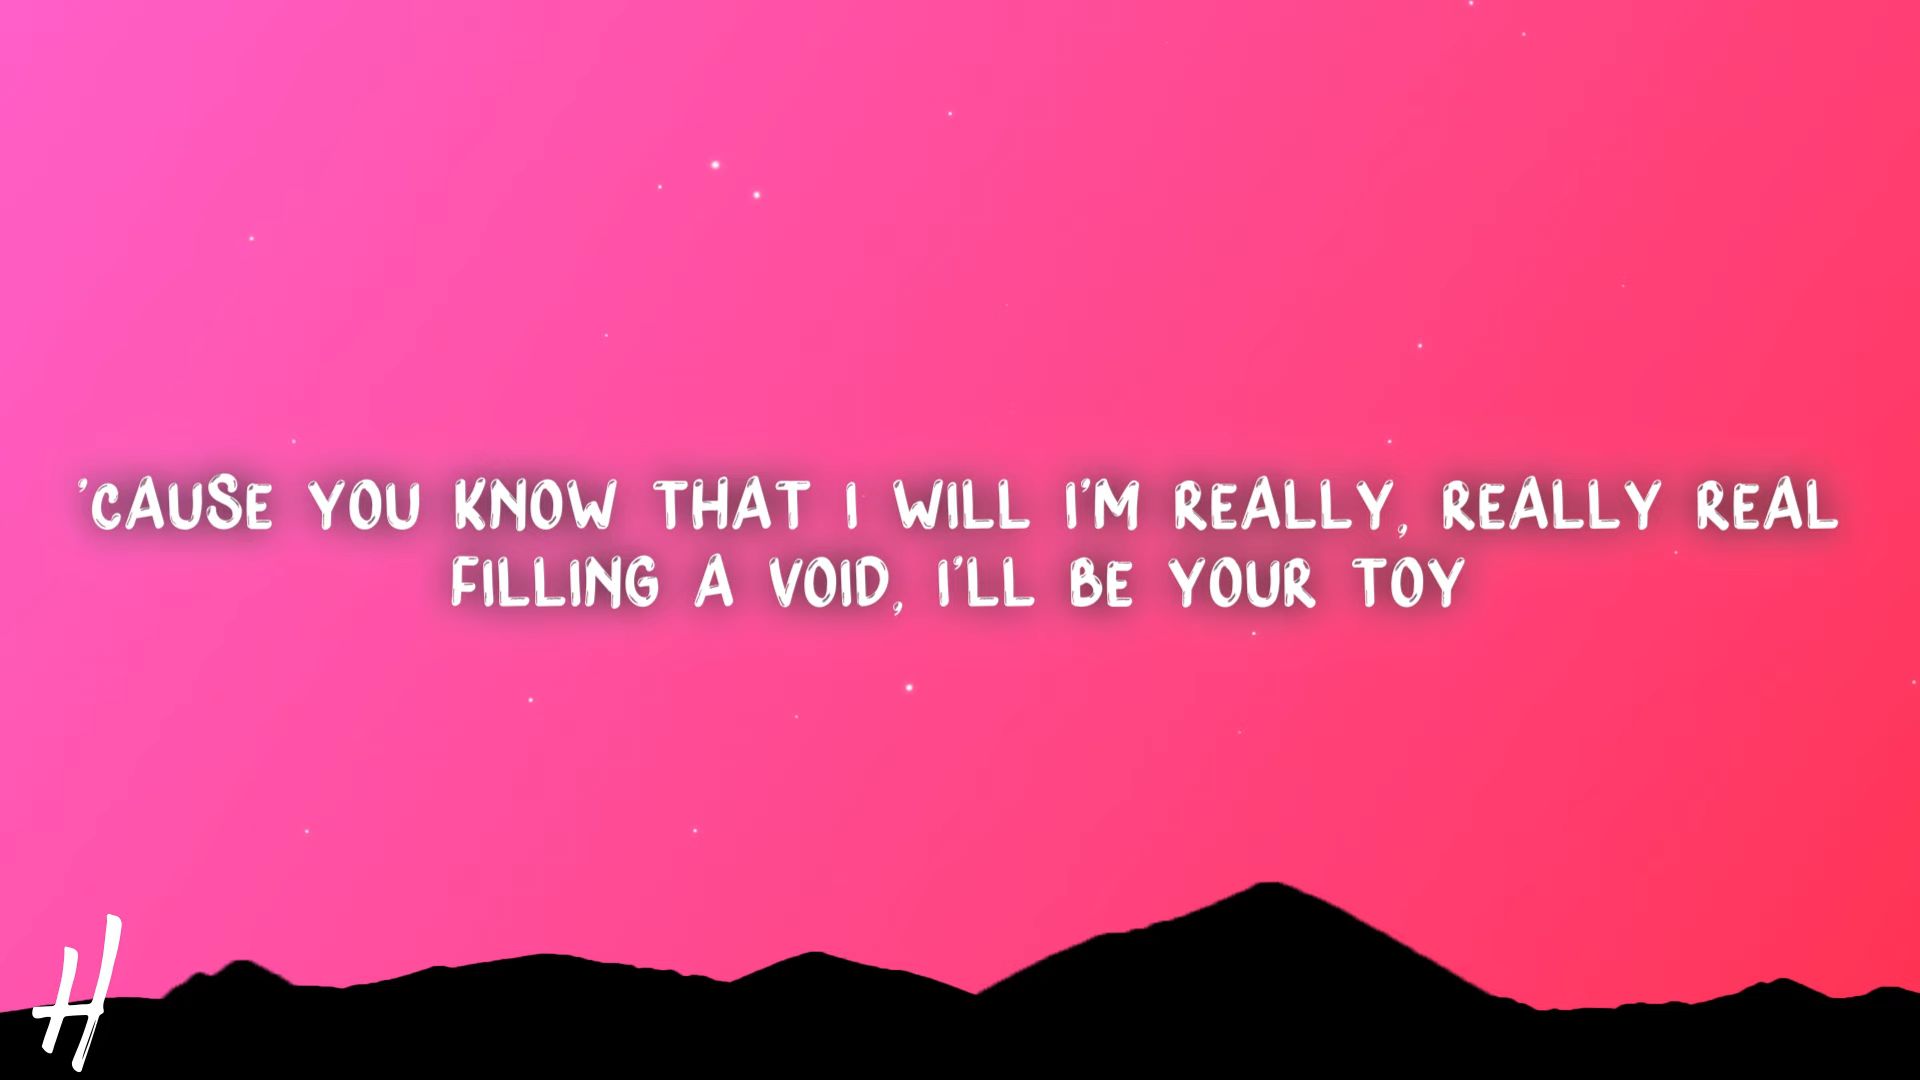 'CAUSE YOU KNOW THAT I WILL I'M REALLY, REALLY REAL
FILLING A VOID, I'LL BE YOUR TOY
H